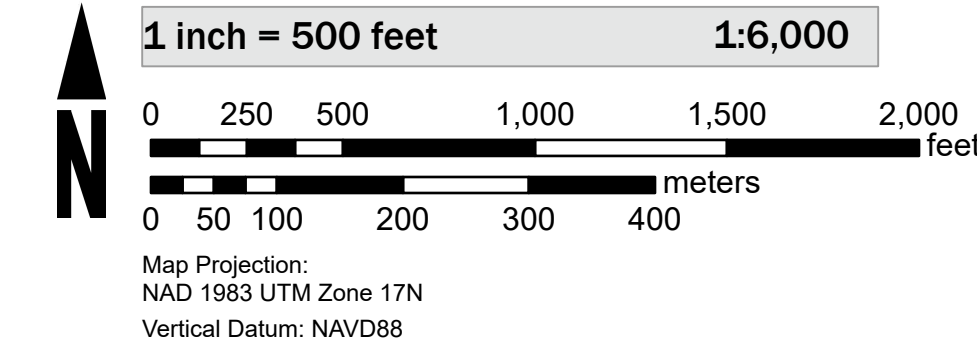 1 inch = 500 feet 1:6,000
0 250 500 1,000 1,500 2,000
feet
N
meters
0 50 100 200 300 400
Map Projection:
NAD 1983 UTM Zone 17N
Vertical Datum: NAVD88